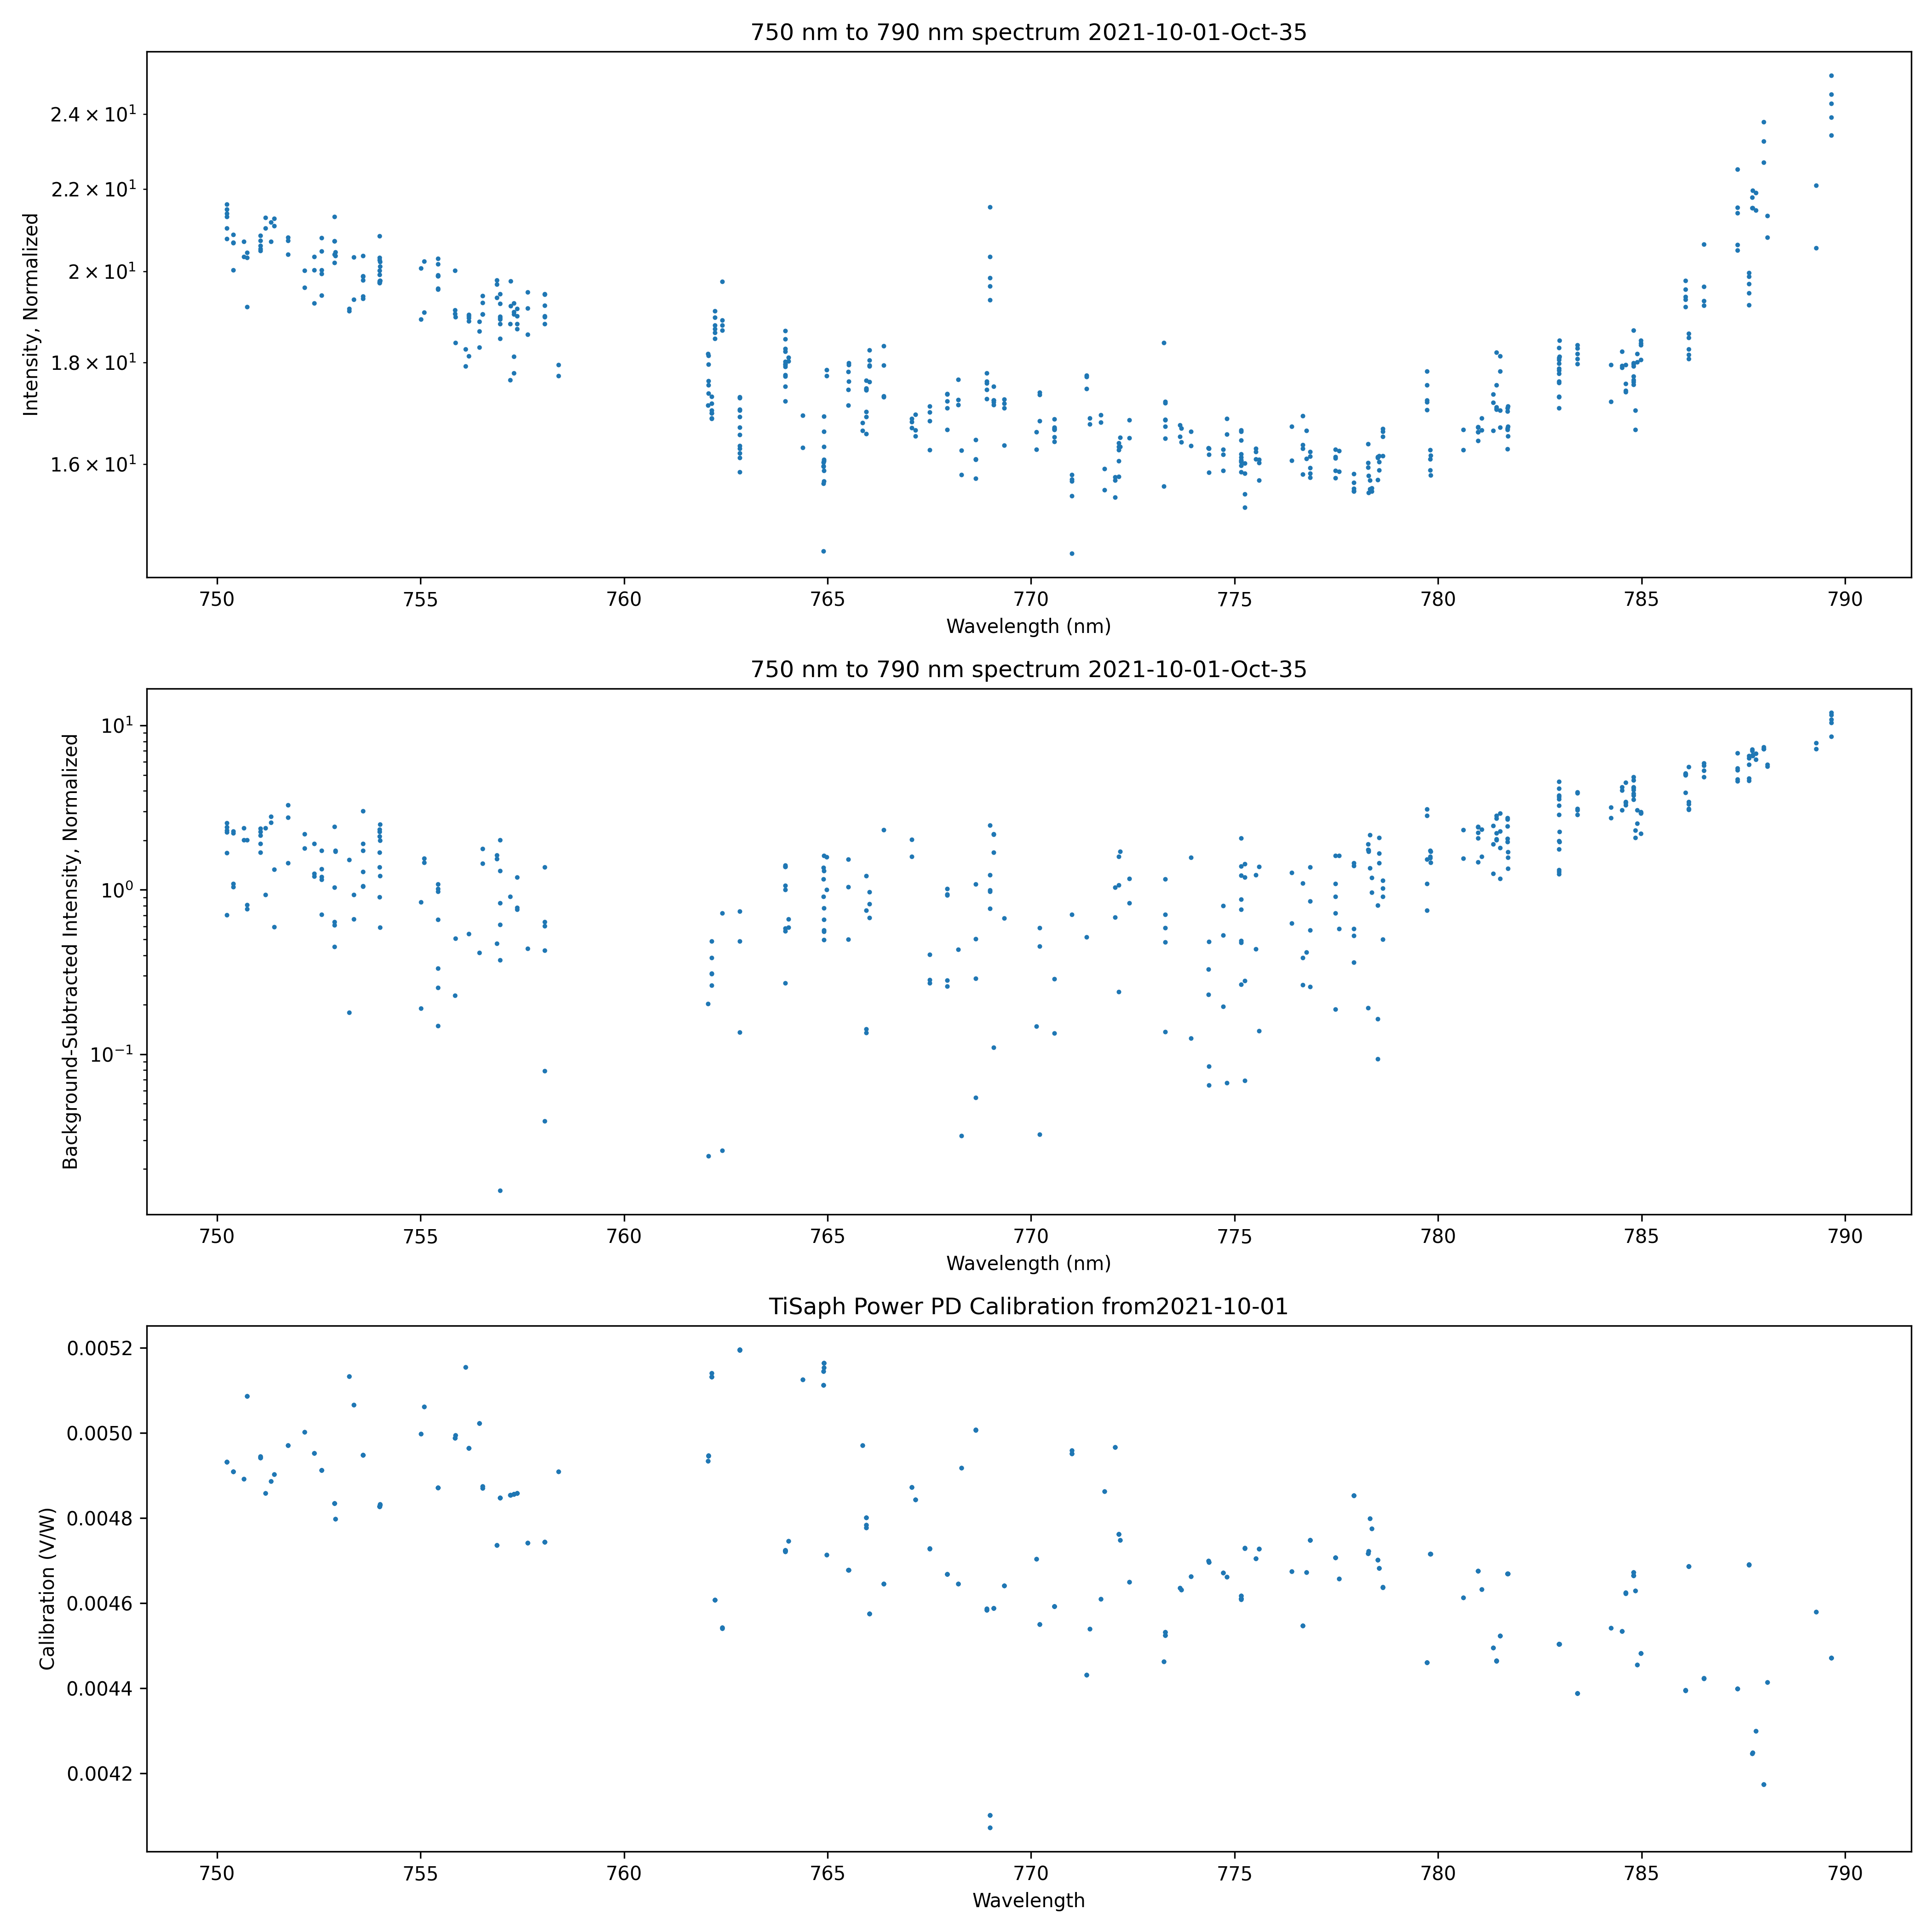 750 nm to 790 nm spectrum 2021-10-01-Oct-35
Intensity, Normalized
2.4 × 10¹
2.2 × 10¹
2 × 10¹
1.8 × 10¹
1.6 × 10¹
750 755 760 765 770 775 780 785 790
Wavelength (nm)
750 nm to 790 nm spectrum 2021-10-01-Oct-35
Background-Subtracted Intensity, Normalized
10¹
10⁰
10⁻¹
750 755 760 765 770 775 780 785 790
Wavelength (nm)
TiSaph Power PD Calibration from2021-10-01
Calibration (V/W)
0.0052
0.0050
0.0048
0.0046
0.0044
0.0042
750 755 760 765 770 775 780 785 790
Wavelength